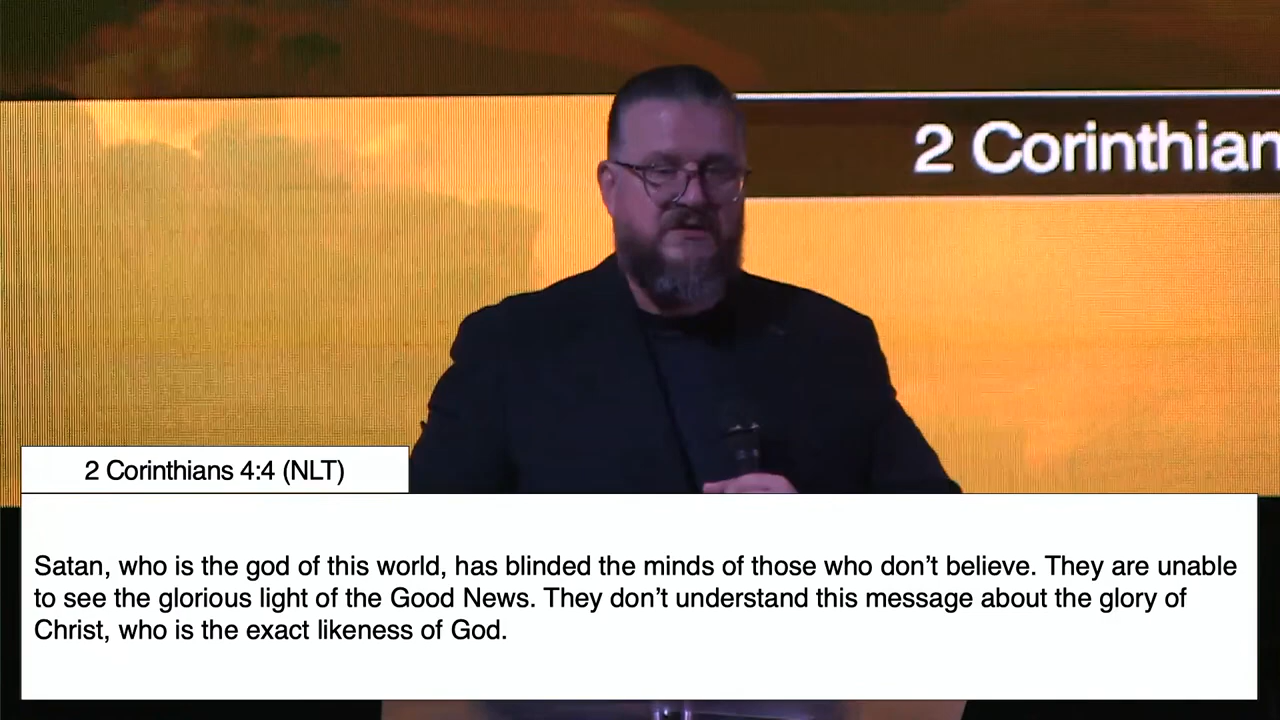 2 Corinthian
2 Corinthians 4:4 (NLT)
Satan, who is the god of this world, has blinded the minds of those who don’t believe. They are unable
to see the glorious light of the Good News. They don’t understand this message about the glory of
Christ, who is the exact likeness of God.